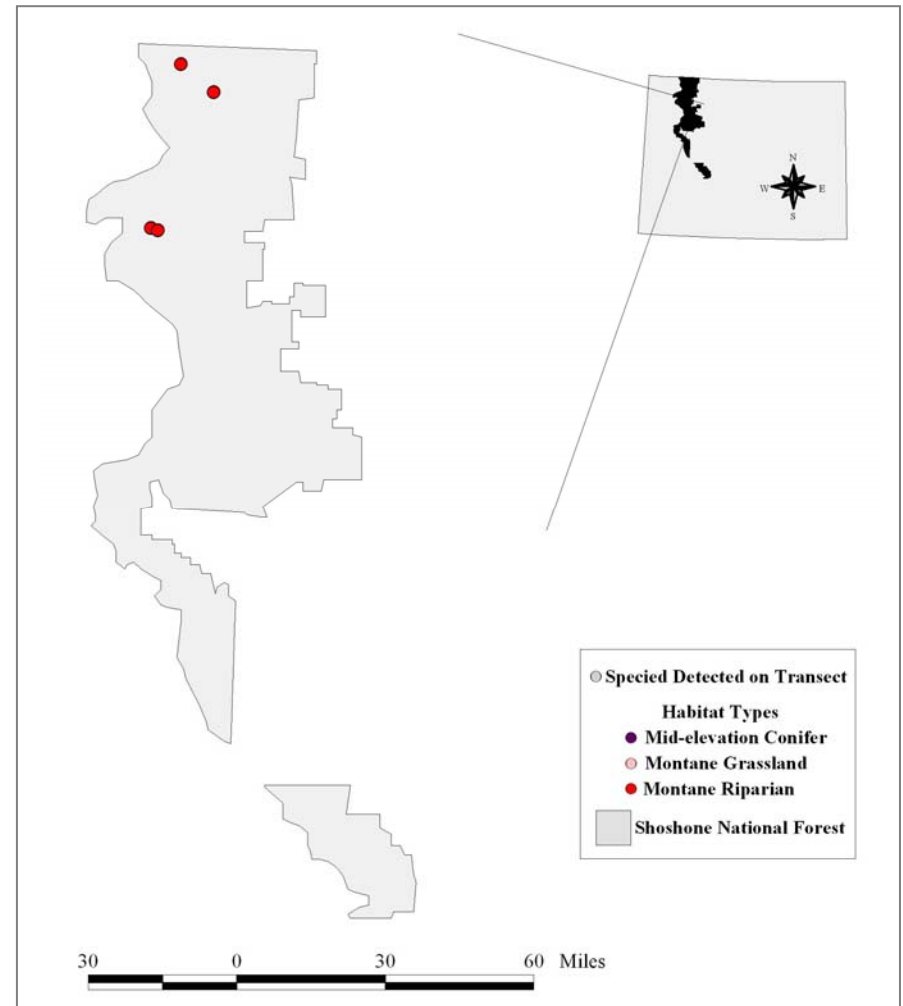 N
W E
S
Specied Detected on Transect
Habitat Types
Mid-elevation Conifer
Montane Grassland
Montane Riparian
Shoshone National Forest
30 0 30 60 Miles